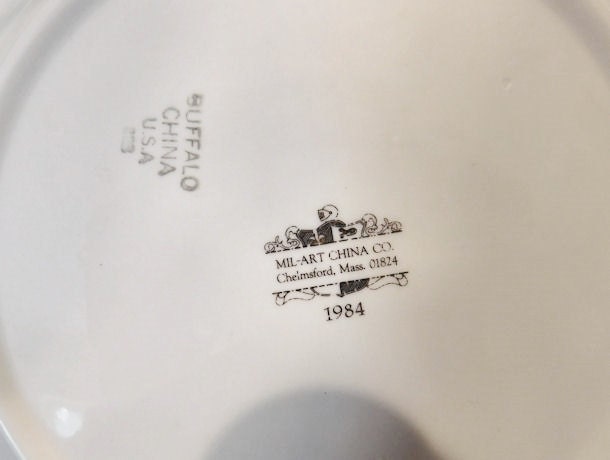 BUFFALO
CHINA
U.S.A
MIL-ART CHINA CO.
Chelmsford, Mass. 01824
1984